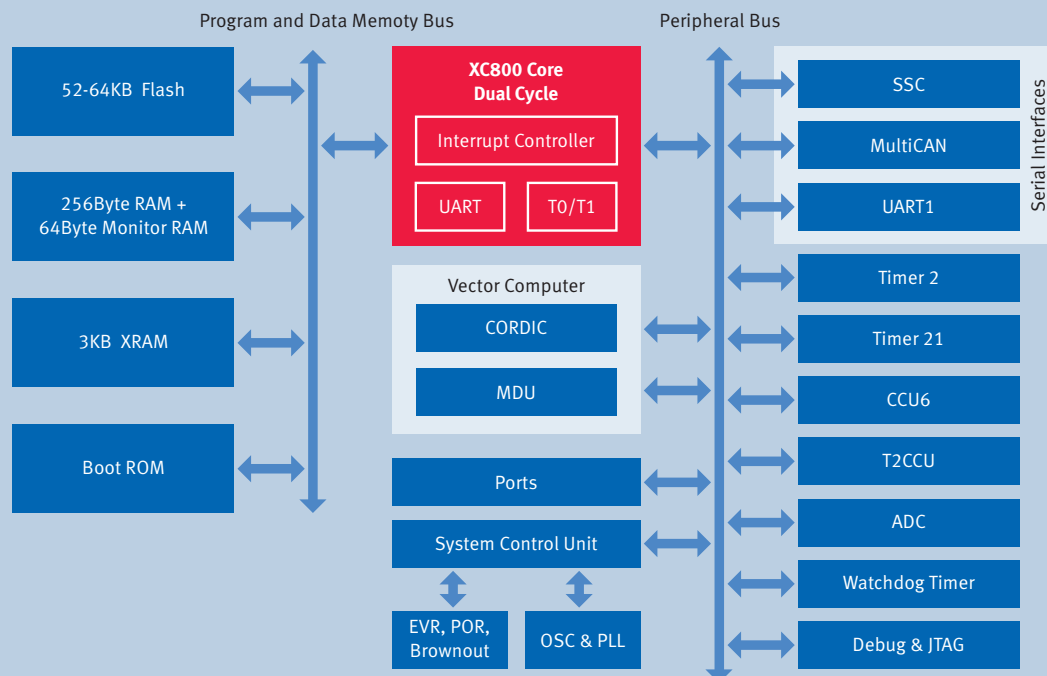 Program and Data Memoty Bus
Peripheral Bus
52-64KB Flash
256Byte RAM +
64Byte Monitor RAM
3KB XRAM
Boot ROM
XC800 Core
Dual Cycle
Interrupt Controller
UART
T0/T1
Vector Computer
CORDIC
MDU
Ports
System Control Unit
EVR, POR,
Brownout
OSC & PLL
SSC
MultiCAN
UART1
Serial Interfaces
Timer 2
Timer 21
CCU6
T2CCU
ADC
Watchdog Timer
Debug & JTAG